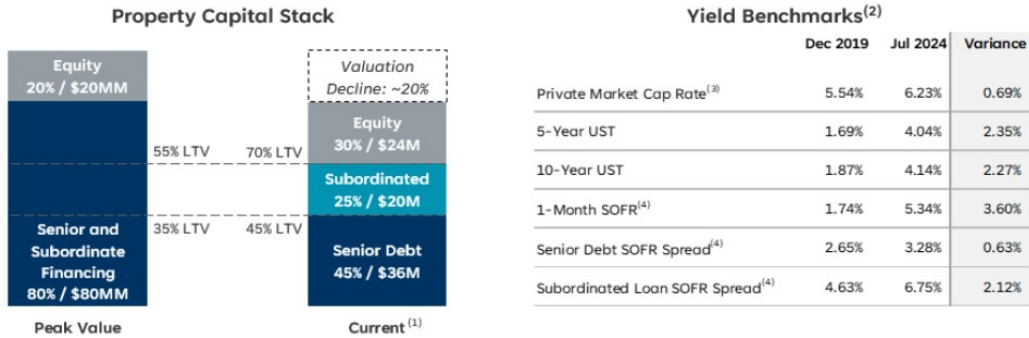 Property Capital Stack
Equity
20% / $20MM
Valuation
Decline: ~20%
Equity
30% / $24M
55% LTV
70% LTV
Subordinated
25% / $20M
35% LTV
45% LTV
Senior and
Subordinate
Financing
80% / $80MM
Senior Debt
45% / $36M
Peak Value
Current (1)
Yield Benchmarks(2)
Dec 2019 Jul 2024 Variance
Private Market Cap Rate(3) 5.54% 6.23% 0.69%
5-Year UST 1.69% 4.04% 2.35%
10-Year UST 1.87% 4.14% 2.27%
1-Month SOFR(4) 1.74% 5.34% 3.60%
Senior Debt SOFR Spread(4) 2.65% 3.28% 0.63%
Subordinated Loan SOFR Spread(4) 4.63% 6.75% 2.12%